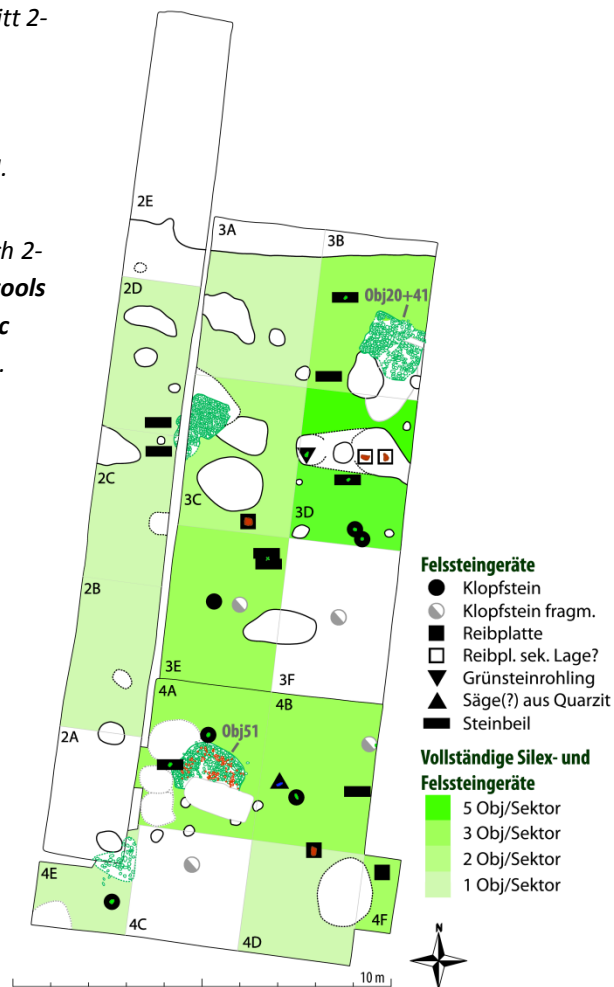 itt 2-
l.
ch 2-
tools
c
.
2E
3A
3B
2D
Obj20+41
2C
3C
3D
2B
3E
3F
4A
4B
2A
Obj51
4E
4C
4D
4F
Felssteingeräte
Klopfstein
Klopfstein fragm.
Reibplatte
Reibpl. sek. Lage?
Grünsteinrohling
Säge(?) aus Quarzit
Steinbeil
Vollständige Silex- und
Felssteingeräte
5 Obj/Sektor
3 Obj/Sektor
2 Obj/Sektor
1 Obj/Sektor
N
10 m